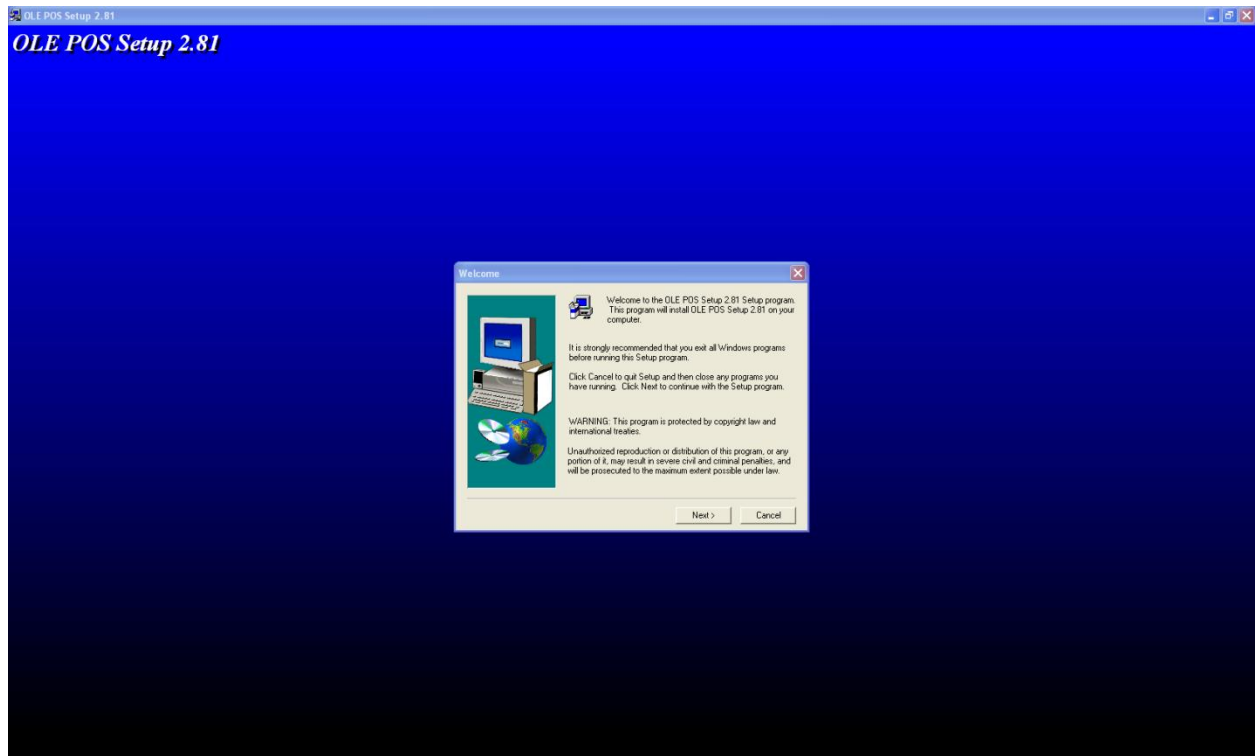 OLE POS Setup 2.81
OLE POS Setup 2.81
Welcome
Welcome to the OLE POS Setup 2.81 Setup program.
This program will install OLE POS Setup 2.81 on your
computer.
It is strongly recommended that you exit all Windows programs
before running this Setup program.
Click Cancel to quit Setup and then close any programs you
have running. Click Next to continue with the Setup program.
WARNING: This program is protected by copyright law and
international treaties.
Unauthorized reproduction or distribution of this program, or any
portion of it, may result in severe civil and criminal penalties, and
will be prosecuted to the maximum extent possible under law.
Next >
Cancel